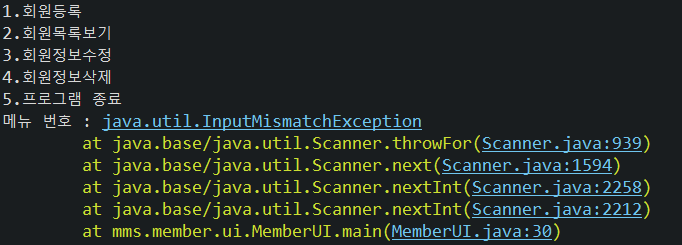 1.회원등록
2.회원목록보기
3.회원정보수정
4.회원정보삭제
5.프로그램 종료
메뉴 번호 : java.util.InputMismatchException
at java.base/java.util.Scanner.throwFor(Scanner.java:939)
at java.base/java.util.Scanner.next(Scanner.java:1594)
at java.base/java.util.Scanner.nextInt(Scanner.java:2258)
at java.base/java.util.Scanner.nextInt(Scanner.java:2212)
at mms.member.ui.MemberUI.main(MemberUI.java:30)